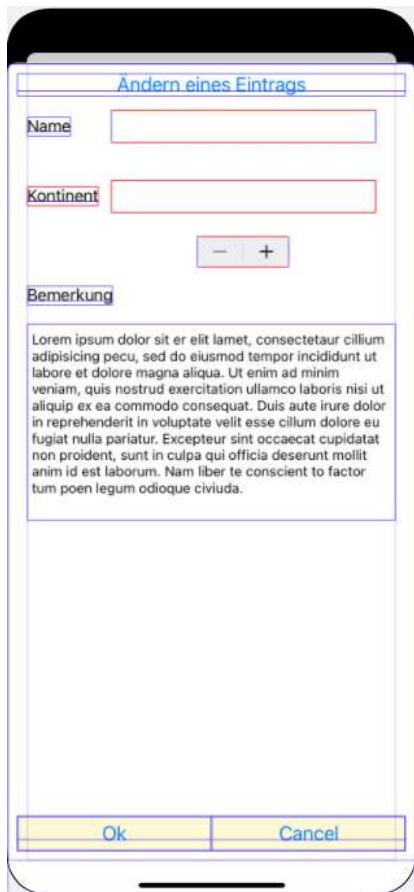 Ändern eines Eintrags
Name
Kontinent
− +
Bemerkung
Lorem ipsum dolor sit er elit lamet, consectetaur cillium
adipisicing pecu, sed do eiusmod tempor incididunt ut
labore et dolore magna aliqua. Ut enim ad minim
veniam, quis nostrud exercitation ullamco laboris nisi ut
aliquip ex ea commodo consequat. Duis aute irure dolor
in reprehenderit in voluptate velit esse cillum dolore eu
fugiat nulla pariatur. Excepteur sint occaecat cupidatat
non proident, sunt in culpa qui officia deserunt mollit
anim id est laborum. Nam liber te conscient to factor
tum poen legum odioque civiuda.
Ok Cancel